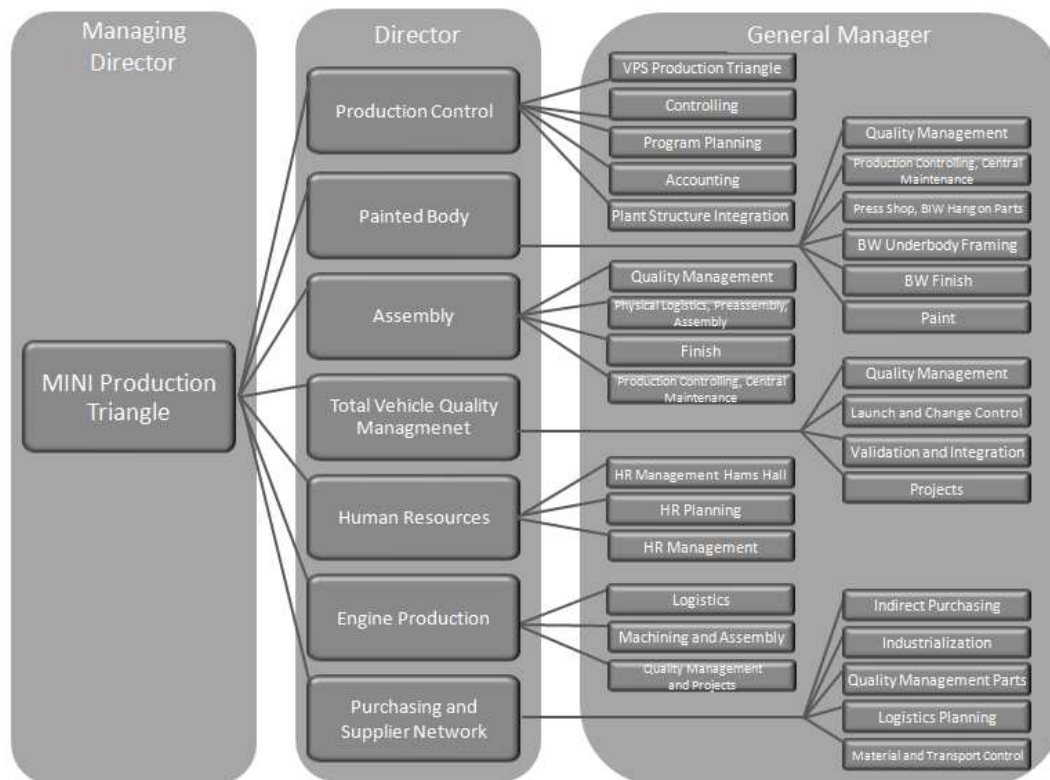 Managing
Director
Director
General Manager
MINI Production
Triangle
Production Control
Painted Body
Assembly
Total Vehicle Quality
Managmenet
Human Resources
Engine Production
Purchasing and
Supplier Network
VPS Production Triangle
Controlling
Program Planning
Accounting
Plant Structure Integration
Quality Management
Production Controlling, Central
Maintenance
Press Shop, BIW Hang on Parts
BW Underbody Framing
BW Finish
Paint
Quality Management
Physical Logistics, Preassembly,
Assembly
Finish
Production Controlling, Central
Maintenance
Quality Management
Launch and Change Control
Validation and Integration
Projects
HR Management Hams Hall
HR Planning
HR Management
Logistics
Machining and Assembly
Quality Management
and Projects
Indirect Purchasing
Industrialization
Quality Management Parts
Logistics Planning
Material and Transport Control